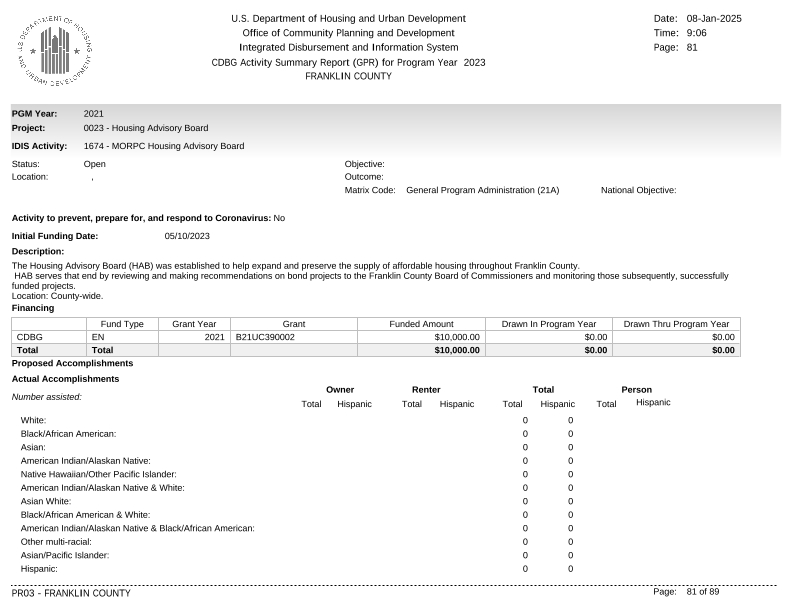 U.S. DEPARTMENT OF HOUSING AND URBAN DEVELOPMENT
U.S. Department of Housing and Urban Development
Office of Community Planning and Development
Integrated Disbursement and Information System
CDBG Activity Summary Report (GPR) for Program Year 2023
FRANKLIN COUNTY
Date: 08-Jan-2025
Time: 9:06
Page: 81
PGM Year: 2021
Project: 0023 - Housing Advisory Board
IDIS Activity: 1674 - MORPC Housing Advisory Board
Status: Open Objective:
Location: , Outcome:
Matrix Code: General Program Administration (21A) National Objective:
Activity to prevent, prepare for, and respond to Coronavirus: No
Initial Funding Date: 05/10/2023
Description:
The Housing Advisory Board (HAB) was established to help expand and preserve the supply of affordable housing throughout Franklin County.
HAB serves that end by reviewing and making recommendations on bond projects to the Franklin County Board of Commissioners and monitoring those subsequently, successfully
funded projects.
Location: County-wide.
Financing
Fund Type Grant Year Grant Funded Amount Drawn In Program Year Drawn Thru Program Year
CDBG EN 2021 B21UC390002 $10,000.00 $0.00 $0.00
Total Total $10,000.00 $0.00 $0.00
Proposed Accomplishments
Actual Accomplishments
Number assisted: Owner Renter Total Person
Total Hispanic Total Hispanic Total Hispanic Total Hispanic
White: 0 0
Black/African American: 0 0
Asian: 0 0
American Indian/Alaskan Native: 0 0
Native Hawaiian/Other Pacific Islander: 0 0
American Indian/Alaskan Native & White: 0 0
Asian White: 0 0
Black/African American & White: 0 0
American Indian/Alaskan Native & Black/African American: 0 0
Other multi-racial: 0 0
Asian/Pacific Islander: 0 0
Hispanic: 0 0
PR03 - FRANKLIN COUNTY Page: 81 of 89